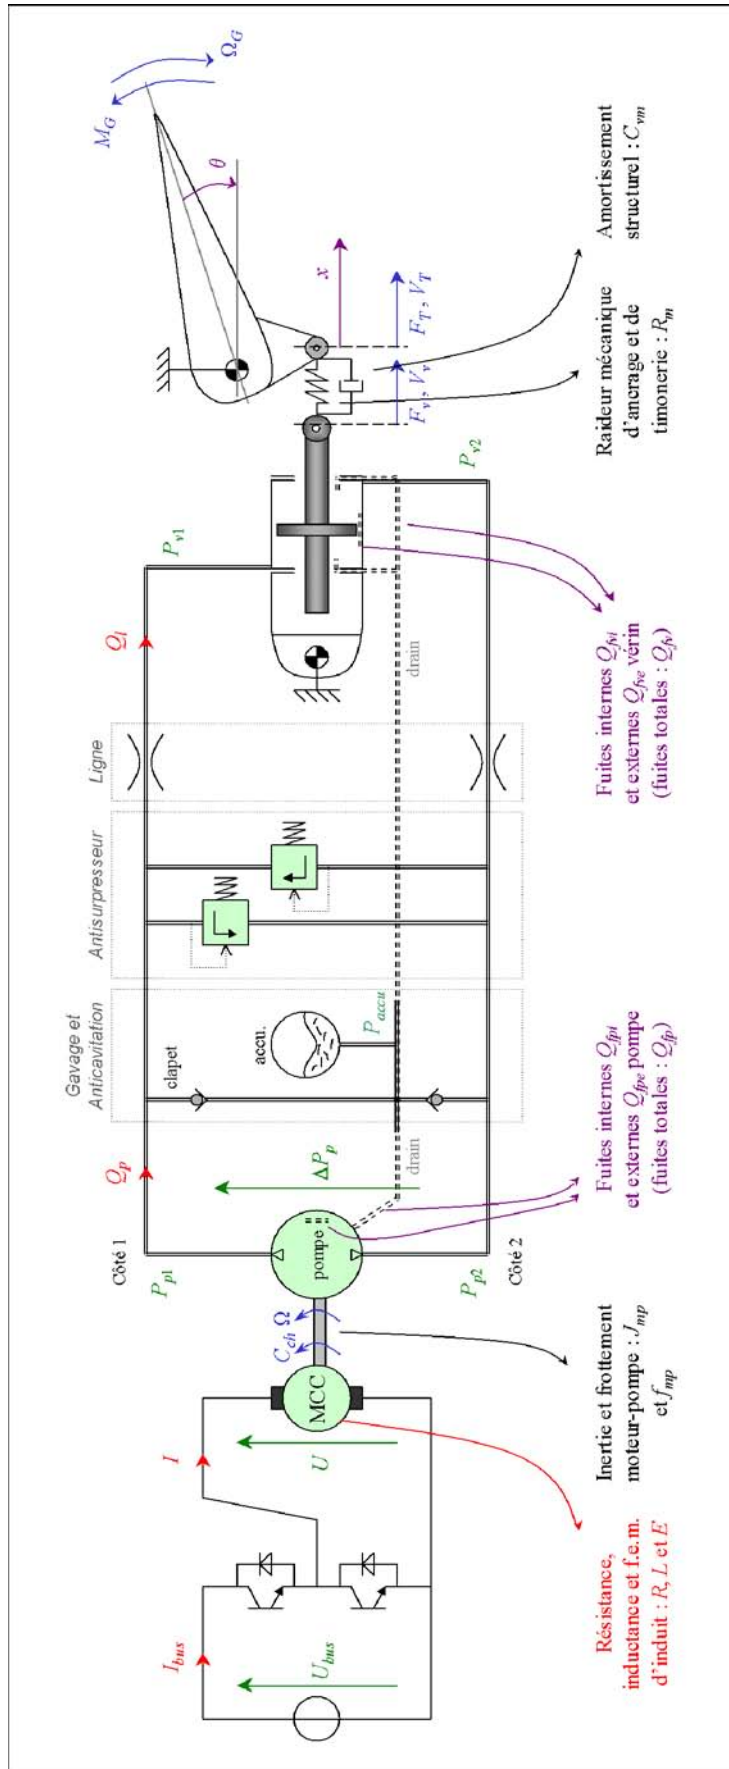 I_bus
U_bus
I
U
MCC
C_ch Ω
Côté 1
P_p1
Q_p
pompe
ΔP_p
P_p2
Côté 2
drain
Gavage et
Anticavitation
clapet
accu.
P_accu
Antisurpresseur
Ligne
Q_l
P_v1
drain
P_v2
F_v , V_v
F_T , V_T
x
θ
M_G
Ω_G
Résistance,
inductance et f.e.m.
d'induit : R, L et E
Inertie et frottement
moteur-pompe : J_mp
et f_mp
Fuites internes Q_fpi
et externes Q_fpe pompe
(fuites totales : Q_fp)
Fuites internes Q_fvi
et externes Q_fve vérin
(fuites totales : Q_fv)
Raideur mécanique
d'ancrage et de
timonerie : R_m
Amortissement
structurel : C_vm